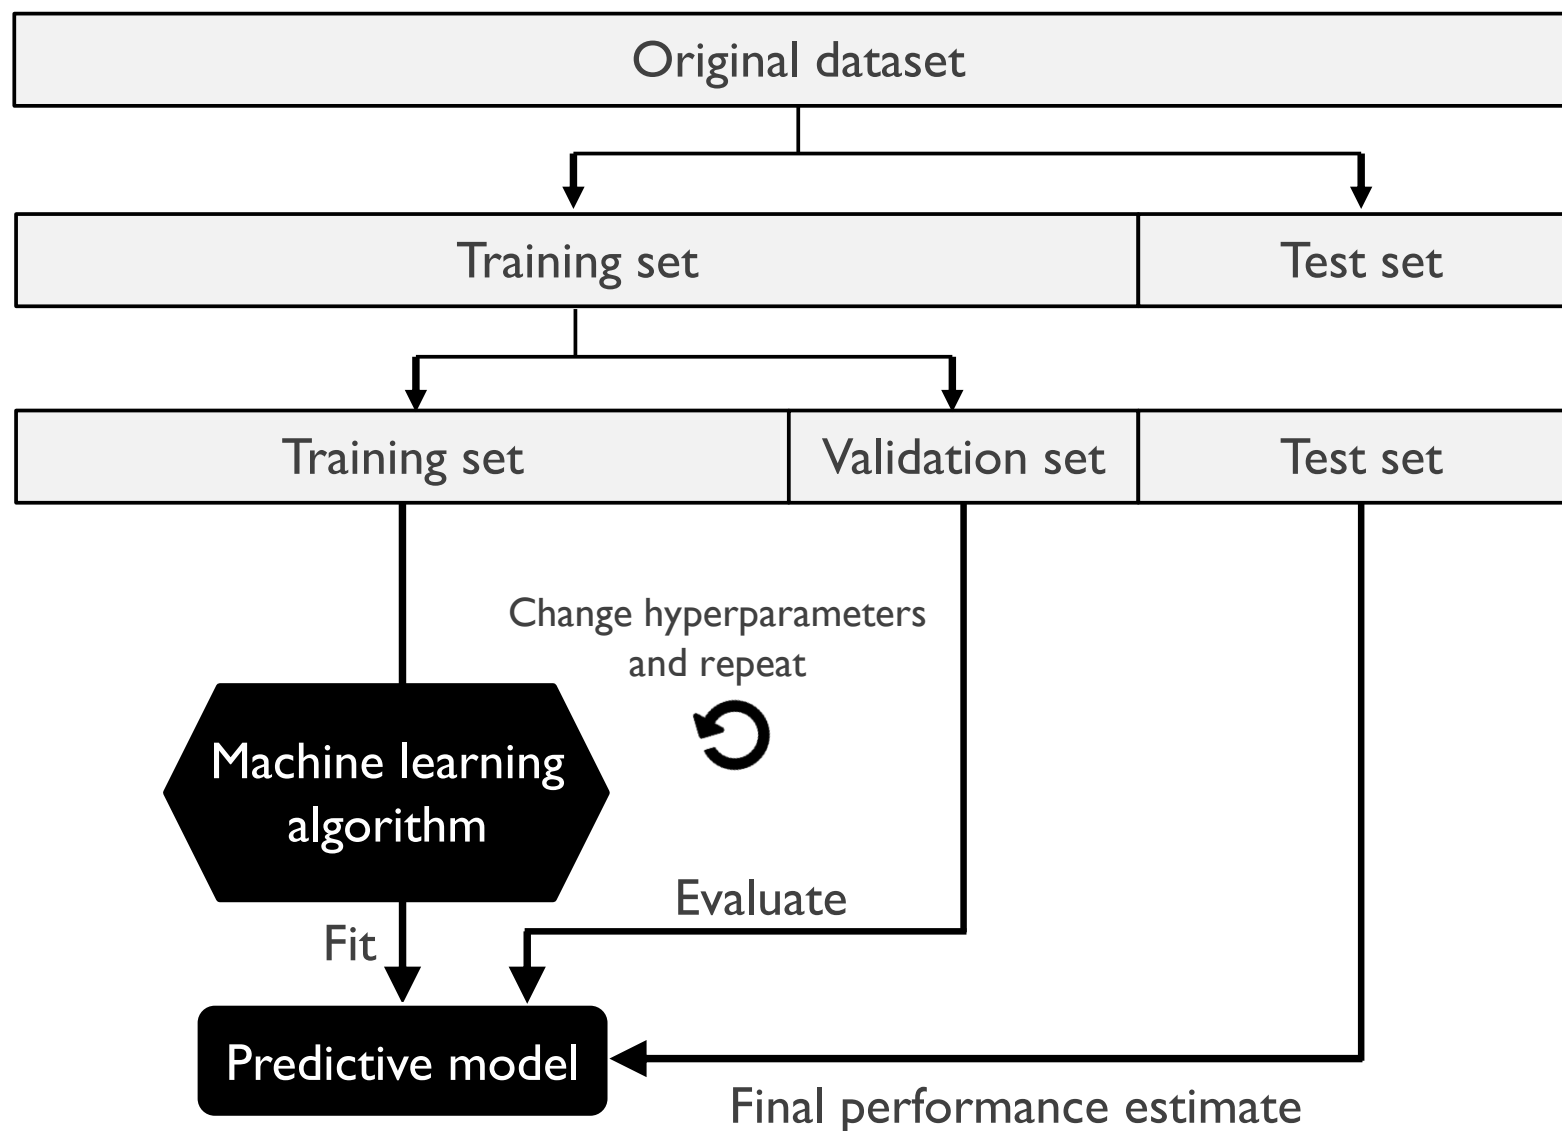 Original dataset
Training set
Test set
Training set
Validation set
Test set
Change hyperparameters
and repeat
Machine learning
algorithm
Evaluate
Fit
Predictive model
Final performance estimate